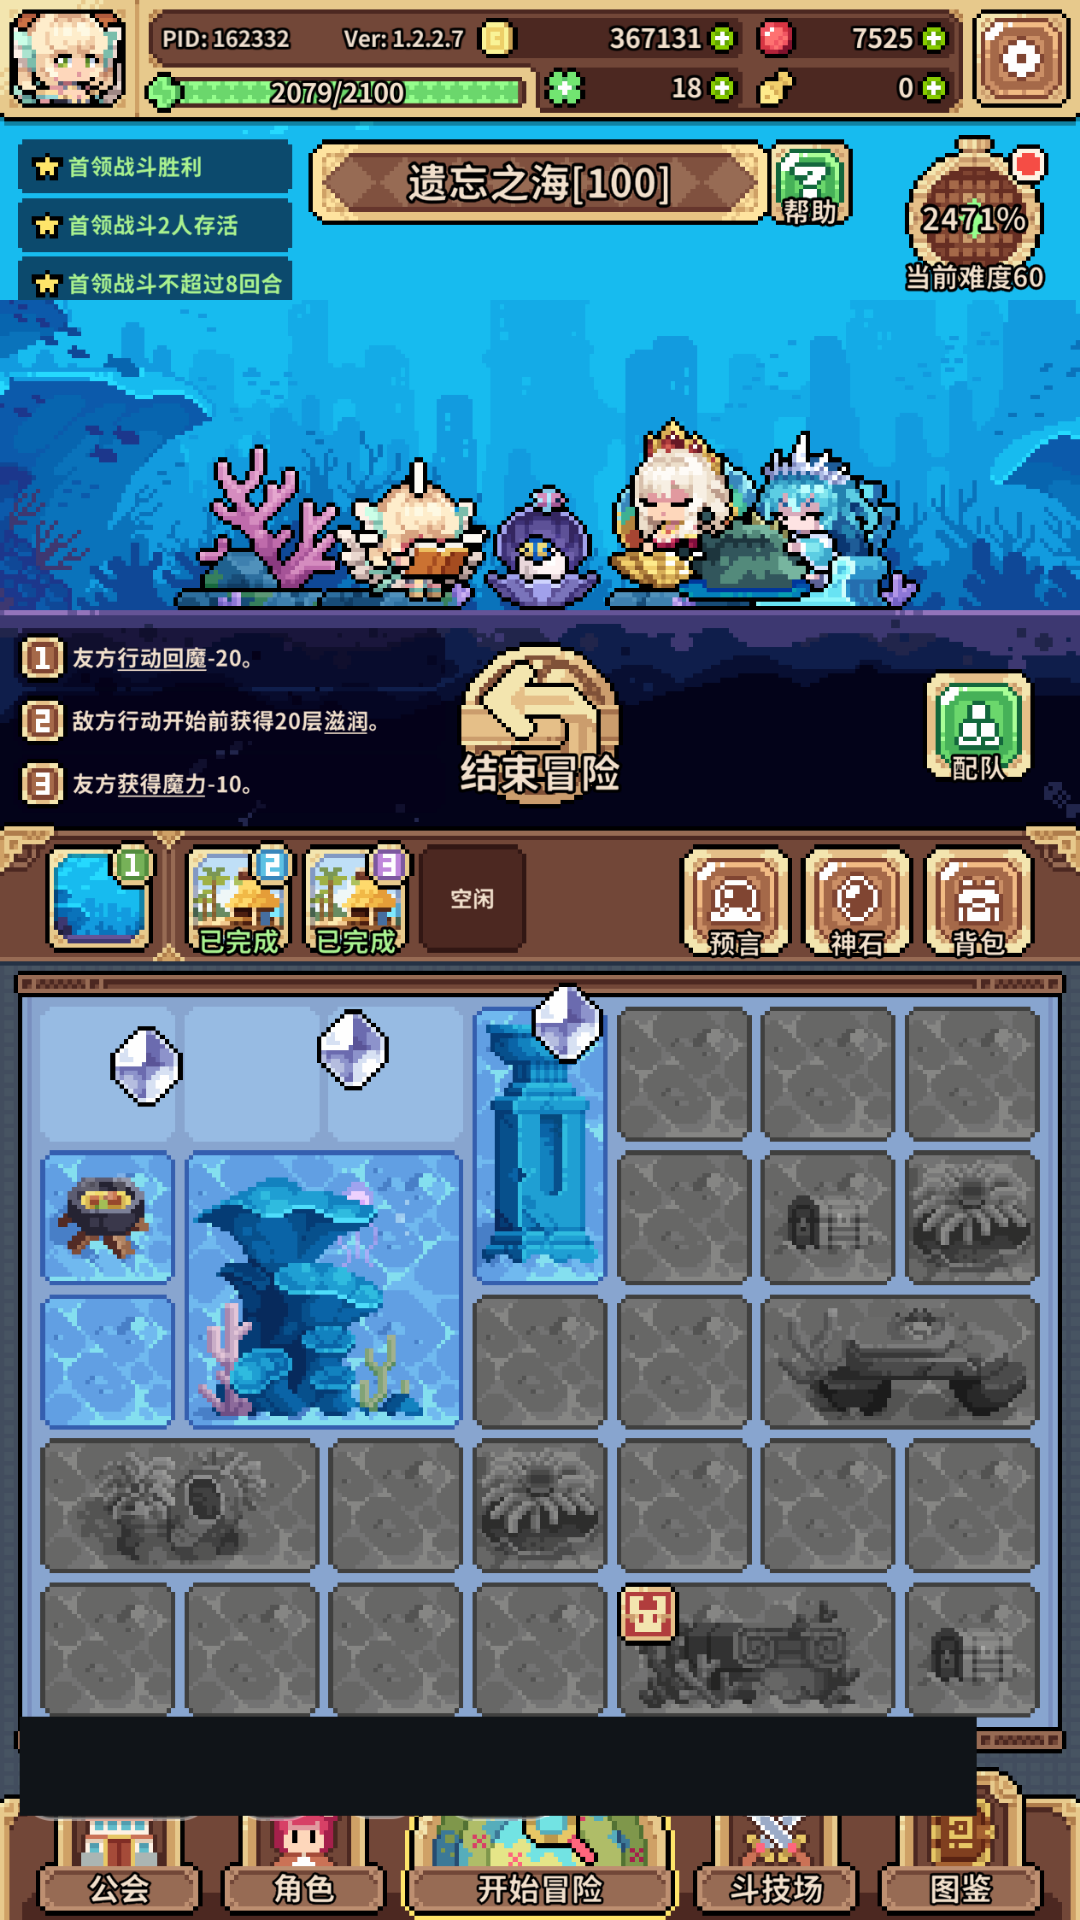 PID: 162332
Ver: 1.2.2.7
367131
7525
2079/2100
18
0
首领战斗胜利
首领战斗2人存活
首领战斗不超过8回合
遗忘之海[100]
帮助
2471%
当前难度60
1 友方行动回魔-20。
2 敌方行动开始前获得20层滋润。
3 友方获得魔力-10。
结束冒险
配队
1
2
已完成
3
已完成
空闲
预言
神石
背包
公会
角色
开始冒险
斗技场
图鉴